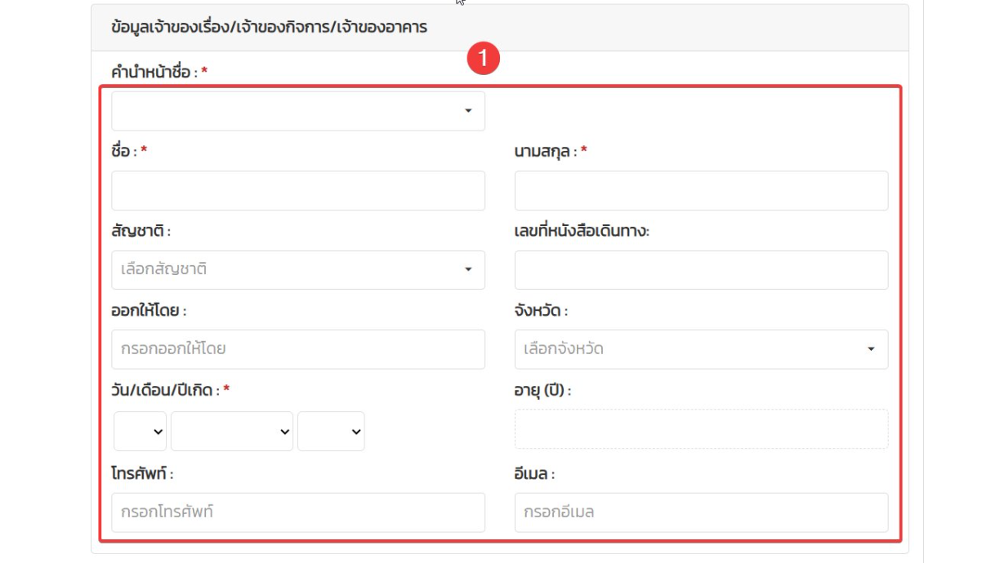 ข้อมูลเจ้าของเรื่อง/เจ้าของกิจการ/เจ้าของอาคาร
1
คำนำหน้าชื่อ : *
ชื่อ : *
นามสกุล : *
สัญชาติ :
เลขที่หนังสือเดินทาง:
เลือกสัญชาติ
ออกให้โดย :
จังหวัด :
กรอกออกให้โดย
เลือกจังหวัด
วัน/เดือน/ปีเกิด : *
อายุ (ปี) :
โทรศัพท์ :
อีเมล :
กรอกโทรศัพท์
กรอกอีเมล